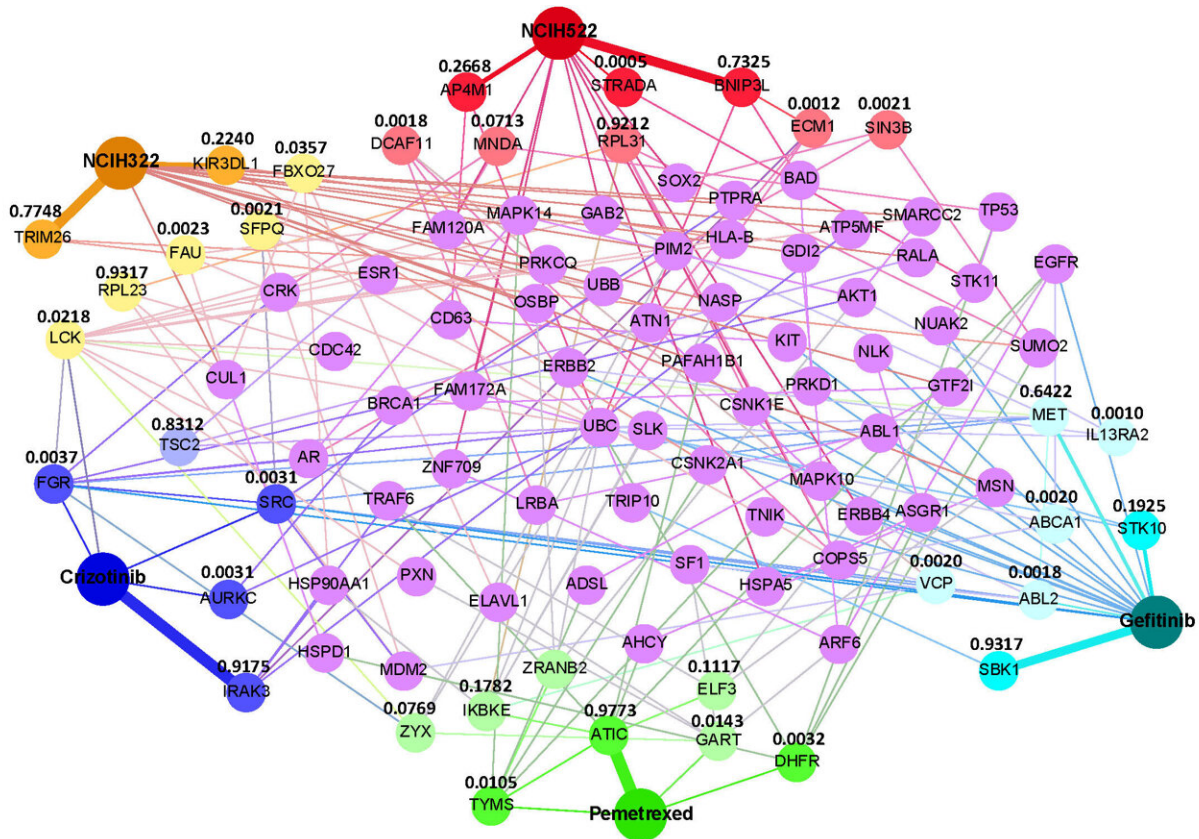 NCIH522
0.2668
AP4M1
0.0005
STRADA
0.7325
BNIP3L
0.0018
DCAF11
0.0713
MNDA
0.9212
RPL31
0.0012
ECM1
0.0021
SIN3B
NCIH322
0.2240
KIR3DL1
0.0357
FBXO27
0.7748
TRIM26
0.0023
FAU
0.0021
SFPQ
0.9317
RPL23
0.0218
LCK
SOX2
BAD
PTPRA
MAPK14
GAB2
FAM120A
HLA-B
ATP5MF
SMARCC2
TP53
PIM2
GDI2
RALA
PRKCQ
ESR1
CRK
UBB
OSBP
NASP
AKT1
STK11
EGFR
CD63
ATN1
NUAK2
CDC42
KIT
NLK
SUMO2
CUL1
ERBB2
PAFAH1B1
PRKD1
GTF2I
FAM172A
BRCA1
CSNK1E
UBC
SLK
ABL1
0.6422
MET
0.0010
IL13RA2
0.8312
TSC2
AR
ZNF709
CSNK2A1
MAPK10
MSN
0.0037
FGR
0.0031
SRC
TRAF6
LRBA
TRIP10
TNIK
ERBB4
ASGR1
0.0020
ABCA1
0.1925
STK10
Crizotinib
0.0031
AURKC
HSP90AA1
PXN
ELAVL1
ADSL
SF1
HSPA5
COPS5
0.0020
VCP
0.0018
ABL2
Gefitinib
0.9175
IRAK3
HSPD1
MDM2
ZRANB2
AHCY
ARF6
0.9317
SBK1
0.0769
ZYX
0.1782
IKBKE
0.1117
ELF3
0.9773
ATIC
0.0143
GART
0.0032
DHFR
0.0105
TYMS
Pemetrexed